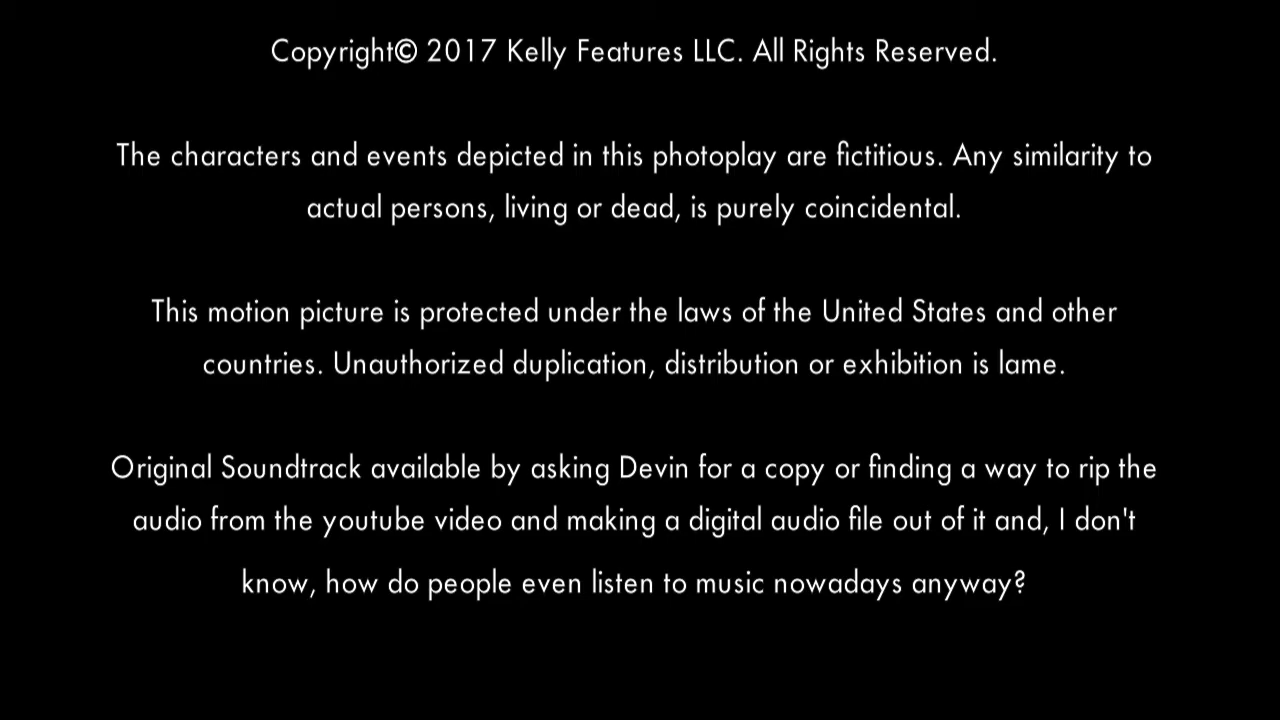 Copyright© 2017 Kelly Features LLC. All Rights Reserved.
The characters and events depicted in this photoplay are fictitious. Any similarity to
actual persons, living or dead, is purely coincidental.
This motion picture is protected under the laws of the United States and other
countries. Unauthorized duplication, distribution or exhibition is lame.
Original Soundtrack available by asking Devin for a copy or finding a way to rip the
audio from the youtube video and making a digital audio file out of it and, I don't
know, how do people even listen to music nowadays anyway?